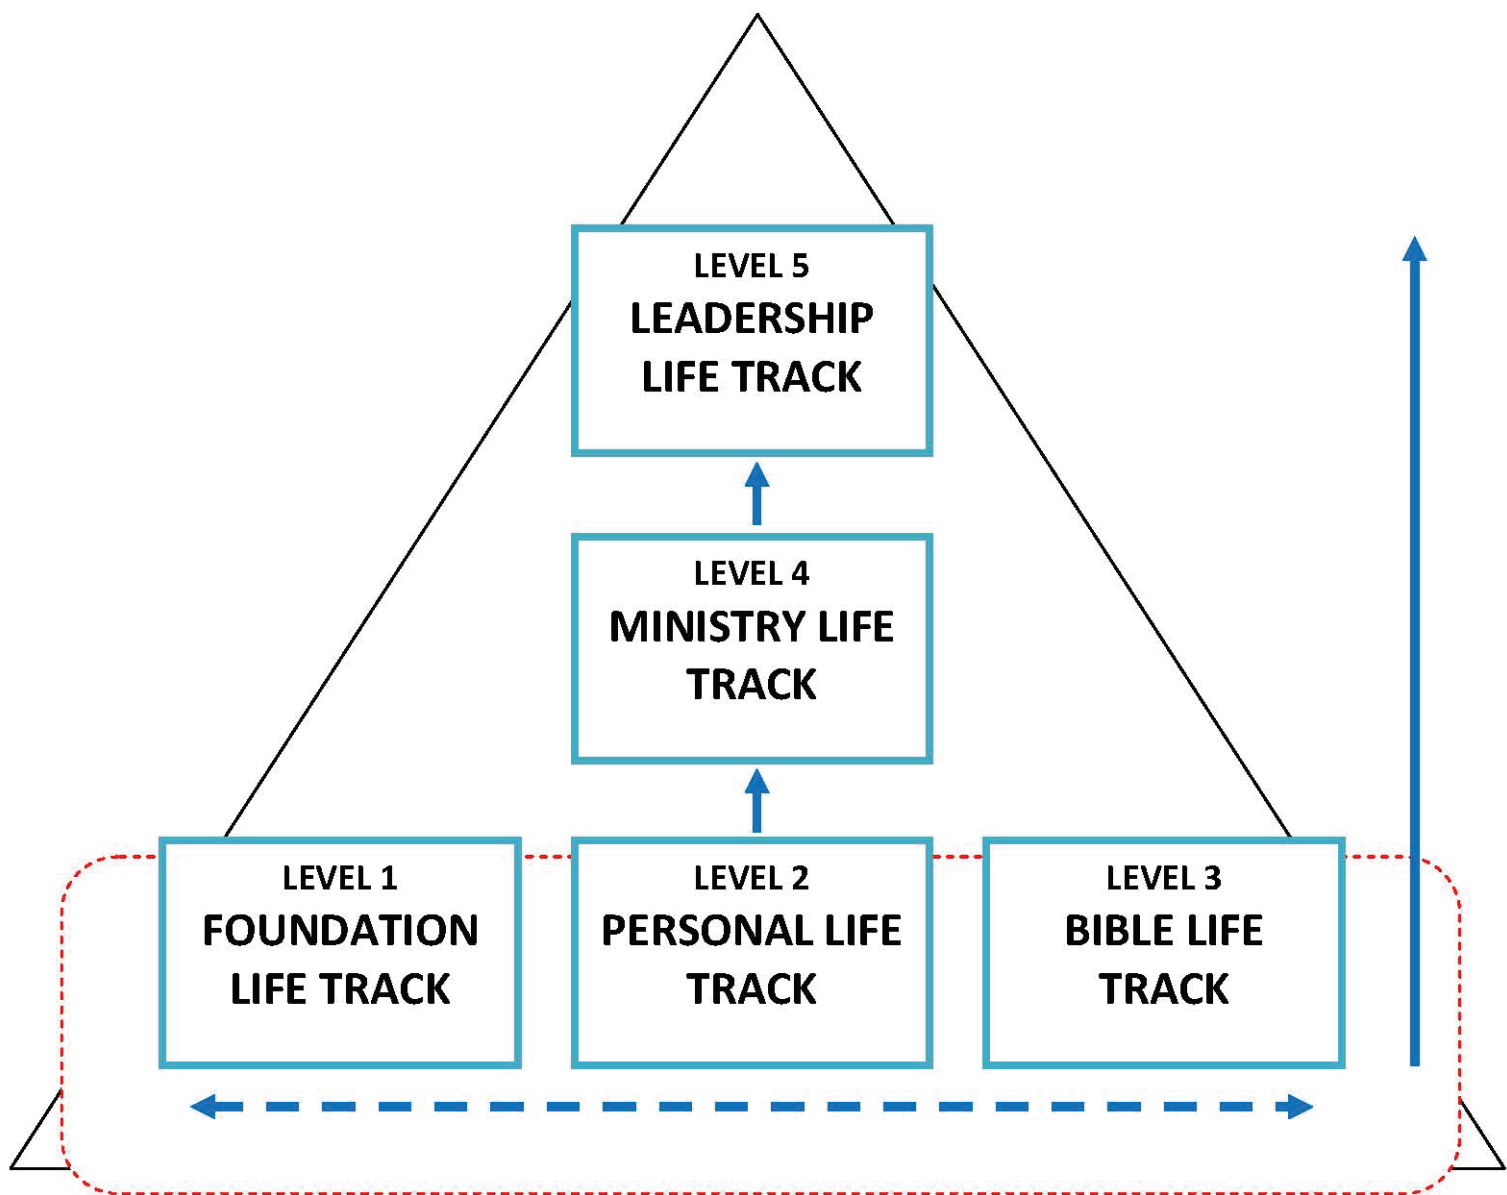 LEVEL 5
LEADERSHIP
LIFE TRACK
LEVEL 4
MINISTRY LIFE
TRACK
LEVEL 1
FOUNDATION
LIFE TRACK
LEVEL 2
PERSONAL LIFE
TRACK
LEVEL 3
BIBLE LIFE
TRACK